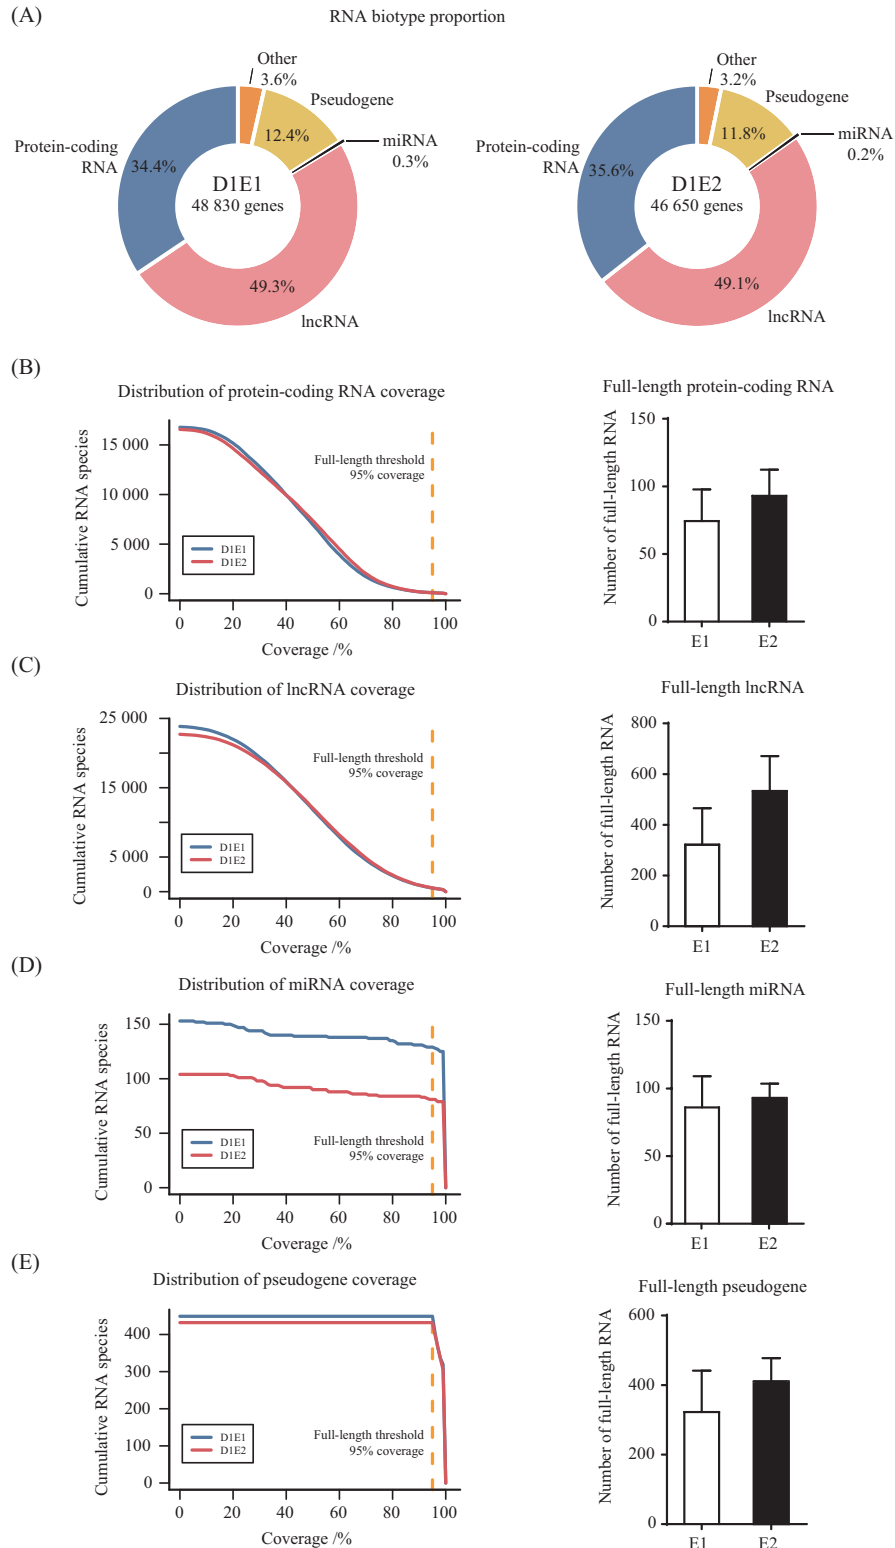 (A)
RNA biotype proportion
Other
3.6%
Pseudogene
12.4%
miRNA
0.3%
Protein-coding
RNA
34.4%
D1E1
48 830 genes
49.3%
lncRNA
Other
3.2%
Pseudogene
11.8%
miRNA
0.2%
Protein-coding
RNA
35.6%
D1E2
46 650 genes
49.1%
lncRNA
(B)
Distribution of protein-coding RNA coverage
Cumulative RNA species
15 000
10 000
5 000
0
Full-length threshold
95% coverage
D1E1
D1E2
0 20 40 60 80 100
Coverage /%
Full-length protein-coding RNA
Number of full-length RNA
150
100
50
0
E1 E2
(C)
Distribution of lncRNA coverage
Cumulative RNA species
25 000
15 000
5 000
0
Full-length threshold
95% coverage
D1E1
D1E2
0 20 40 60 80 100
Coverage /%
Full-length lncRNA
Number of full-length RNA
800
600
400
200
0
E1 E2
(D)
Distribution of miRNA coverage
Cumulative RNA species
150
100
50
0
D1E1
D1E2
Full-length threshold
95% coverage
0 20 40 60 80 100
Coverage /%
Full-length miRNA
Number of full-length RNA
150
100
50
0
E1 E2
(E)
Distribution of pseudogene coverage
Cumulative RNA species
400
300
200
100
0
D1E1
D1E2
Full-length threshold
95% coverage
0 20 40 60 80 100
Coverage /%
Full-length pseudogene
Number of full-length RNA
600
400
200
0
E1 E2